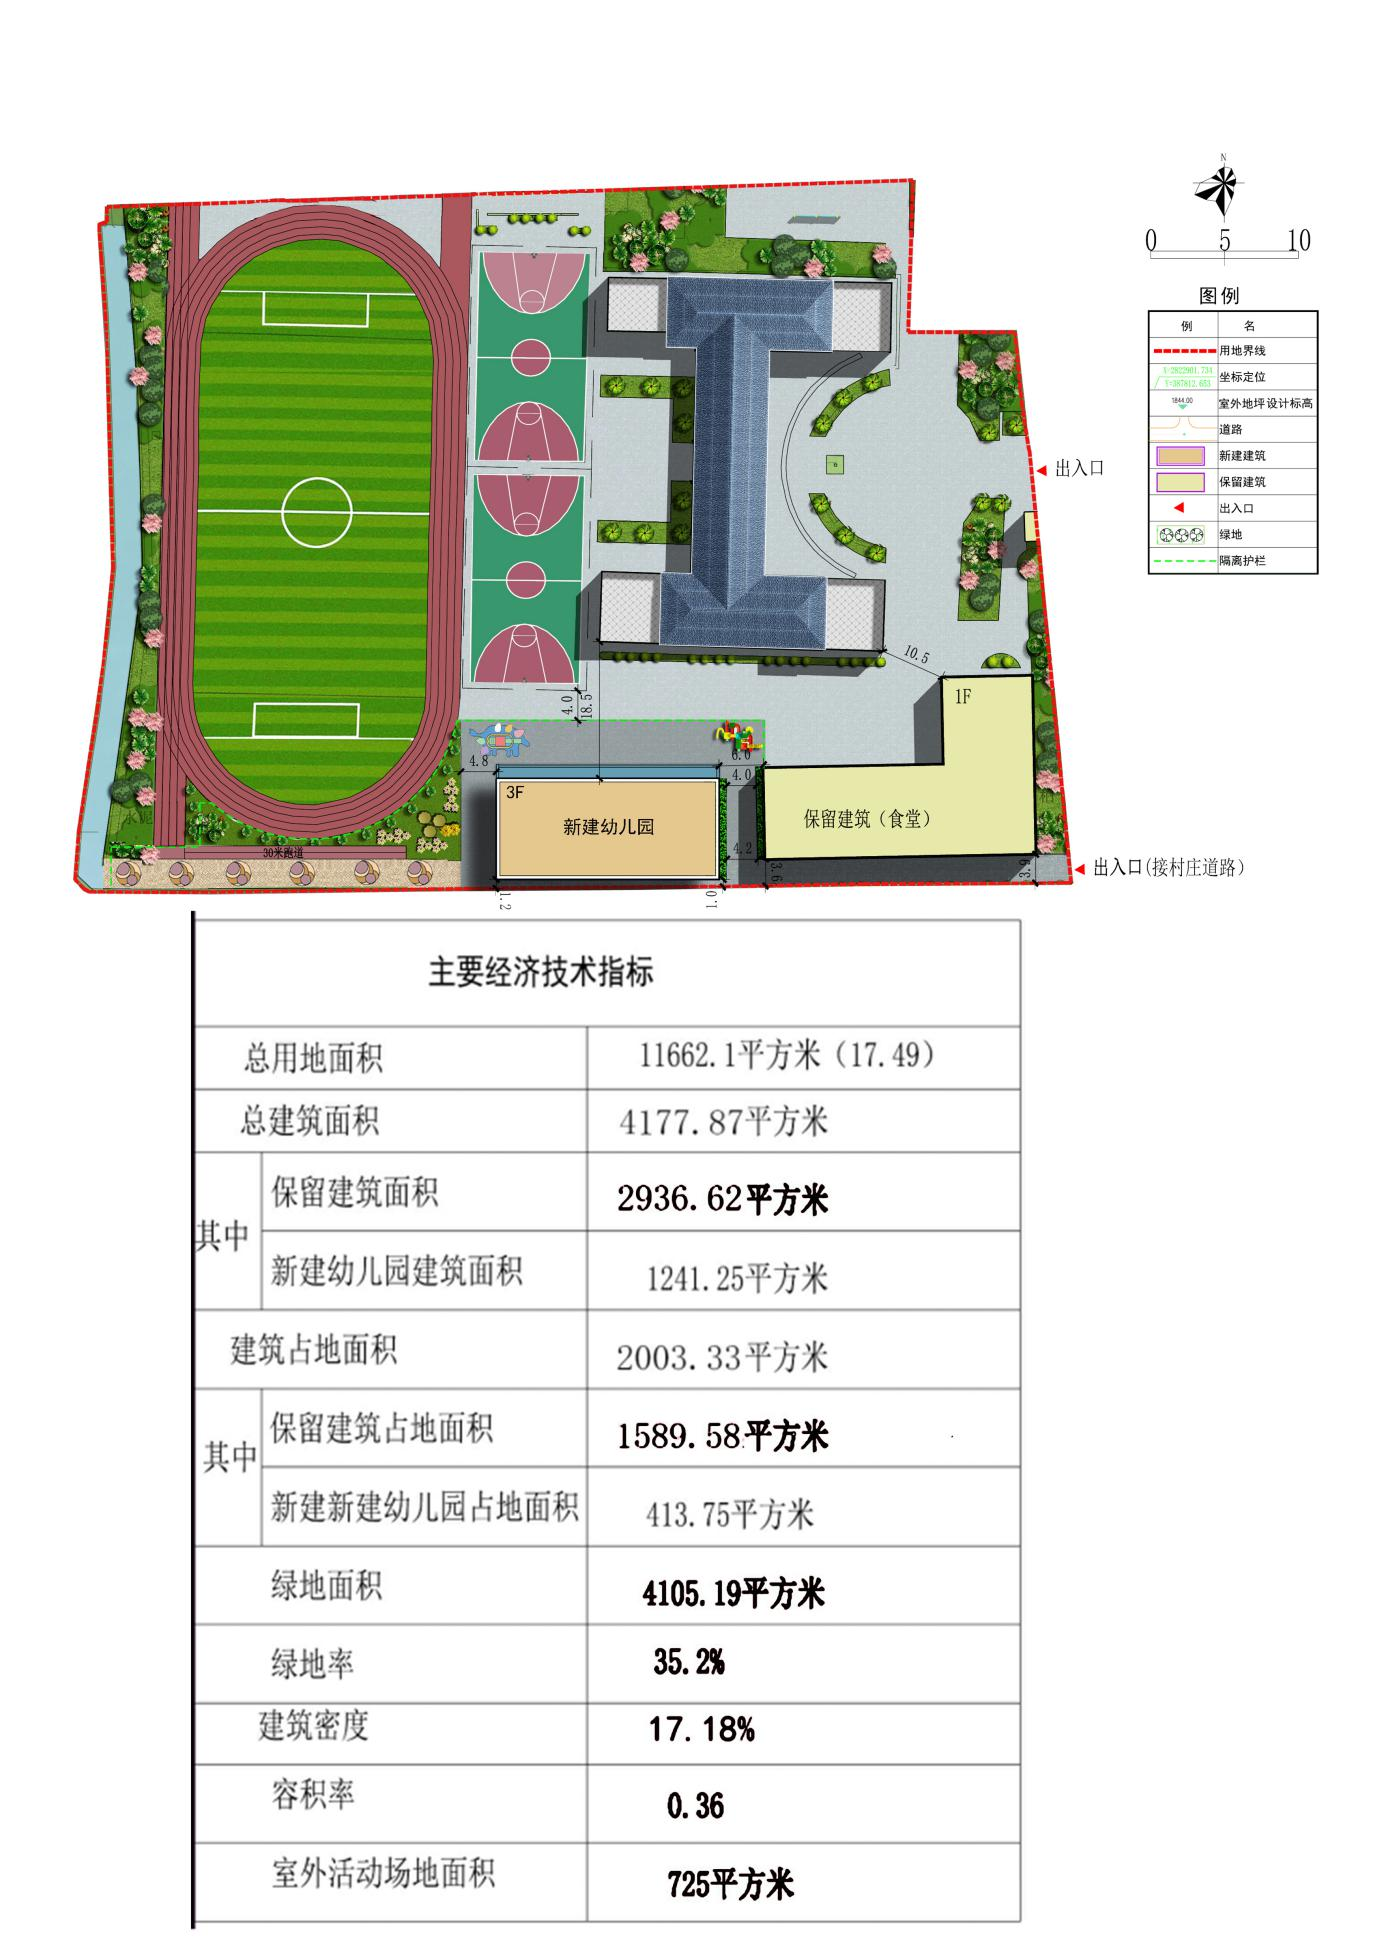 N
0 5 10
图例
例 名
用地界线
X=2822901.734
Y=387812.653
坐标定位
1844.00
室外地坪设计标高
道路
新建建筑
保留建筑
出入口
绿地
隔离护栏
出入口
10.5
1F
4.0
18.5
4.8
6.0
4.0
3F
新建幼儿园
保留建筑（食堂）
水泥
4.2
30米跑道
3.6
3.9
出入口(接村庄道路)
1.2
1.0
主要经济技术指标
总用地面积 11662.1平方米（17.49）
总建筑面积 4177.87平方米
其中
保留建筑面积 2936.62平方米
新建幼儿园建筑面积 1241.25平方米
建筑占地面积 2003.33平方米
其中
保留建筑占地面积 1589.58平方米
新建新建幼儿园占地面积 413.75平方米
绿地面积 4105.19平方米
绿地率 35.2%
建筑密度 17.18%
容积率 0.36
室外活动场地面积 725平方米